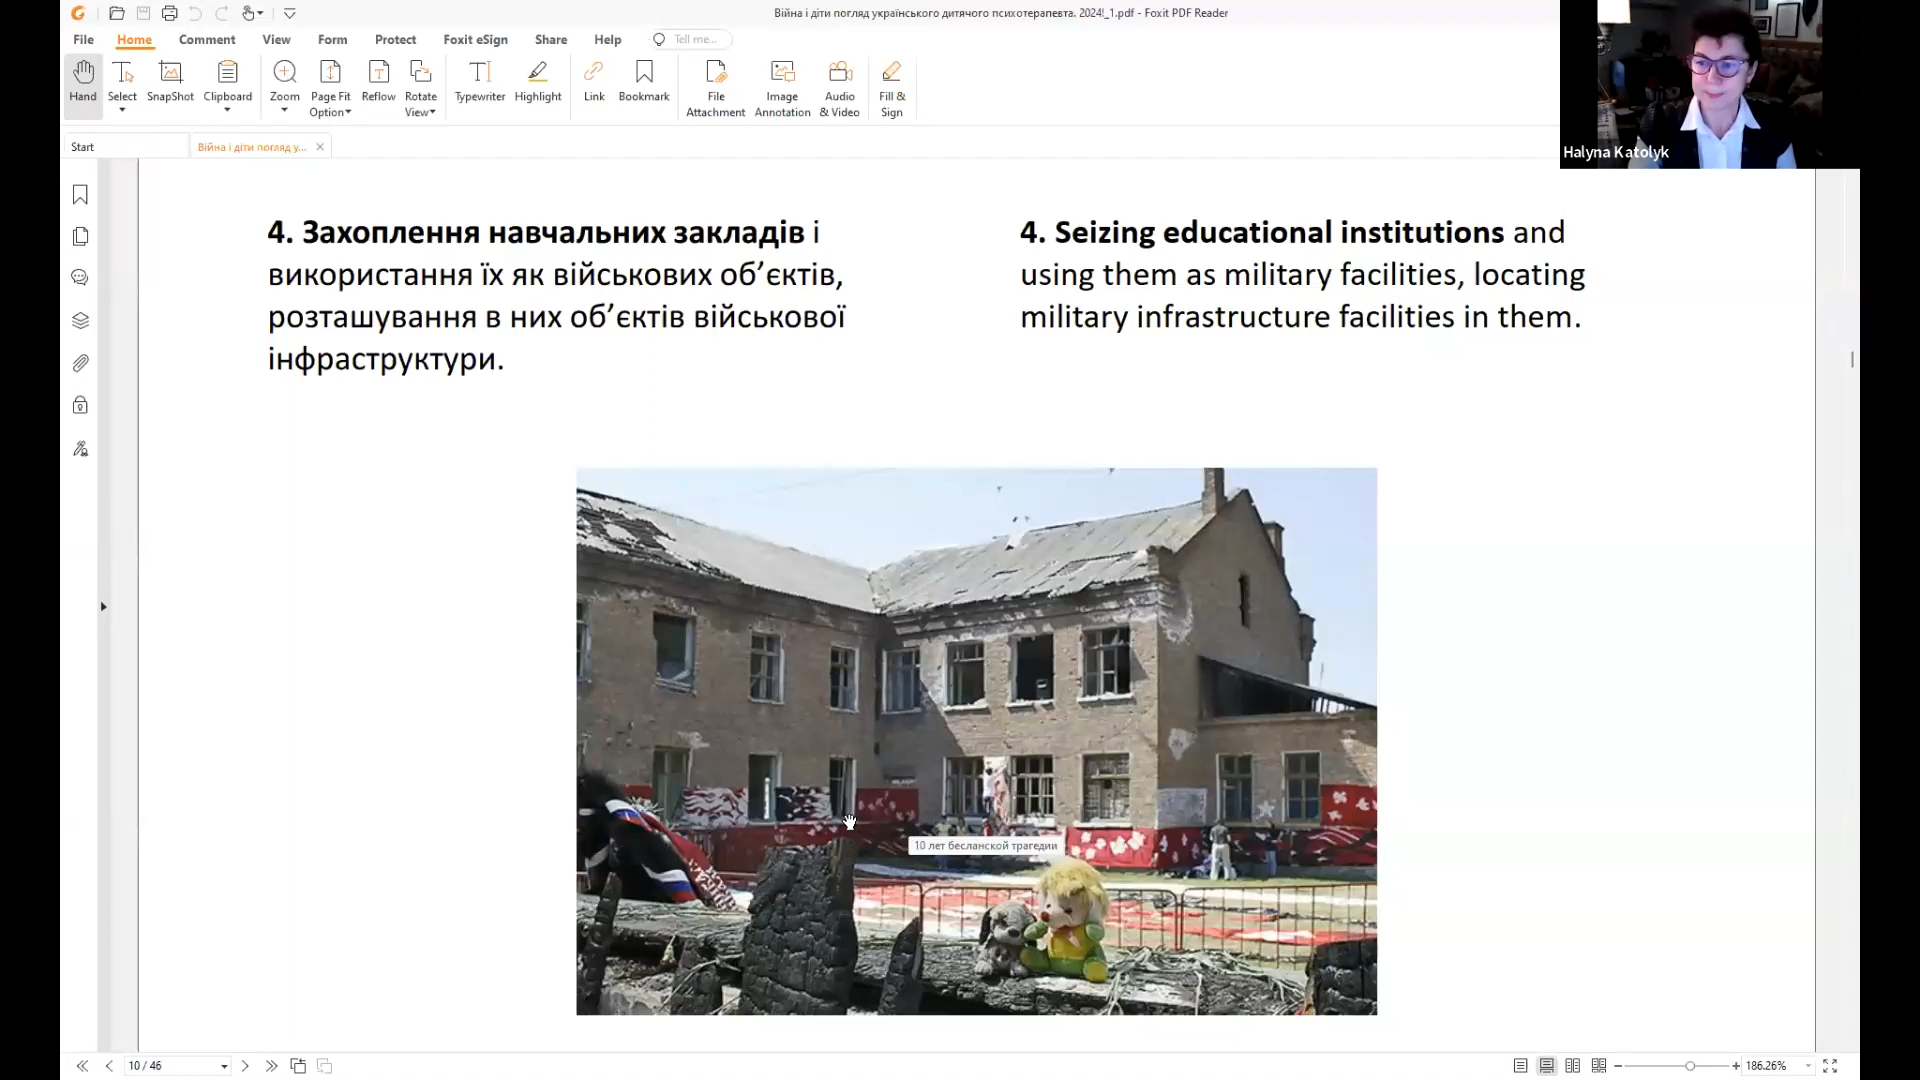 Війна і діти погляд українського дитячого психотерапевта. 2024!_1.pdf - Foxit PDF Reader
File Home Comment View Form Protect Foxit eSign Share Help Tell me...
Hand Select SnapShot Clipboard Zoom Page Fit Option Reflow Rotate View Typewriter Highlight Link Bookmark File Attachment Image Annotation Audio & Video Fill & Sign
Halyna Katolyk
Start Війна і діти погляд у...
4. Захоплення навчальних закладів і
використання їх як військових об’єктів,
розташування в них об’єктів військової
інфраструктури.
4. Seizing educational institutions and
using them as military facilities, locating
military infrastructure facilities in them.
10 лет бесланской трагедии
10 / 46
186.26%